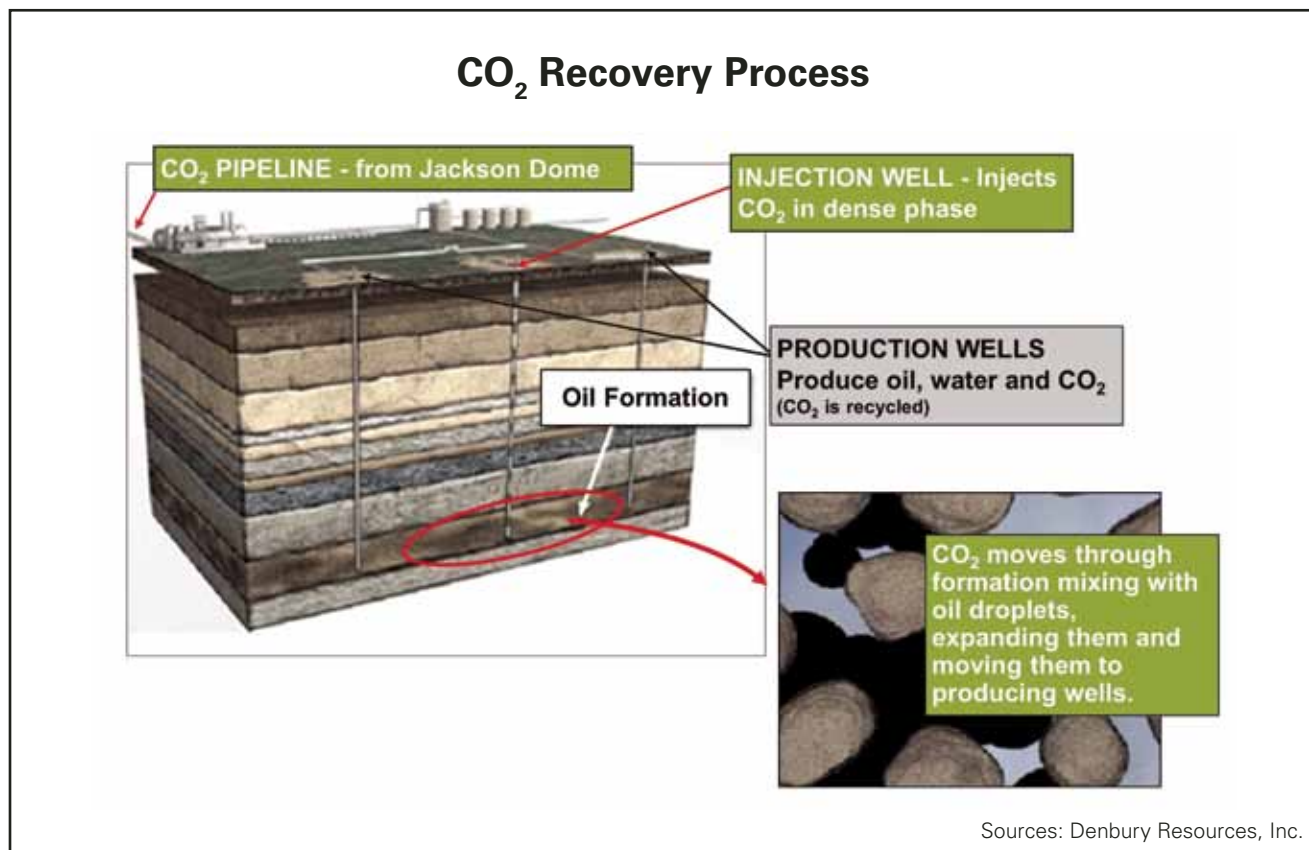 CO₂ Recovery Process
CO₂ PIPELINE - from Jackson Dome
INJECTION WELL - Injects
CO₂ in dense phase
PRODUCTION WELLS
Produce oil, water and CO₂
(CO₂ is recycled)
Oil Formation
CO₂ moves through
formation mixing with
oil droplets,
expanding them and
moving them to
producing wells.
Sources: Denbury Resources, Inc.